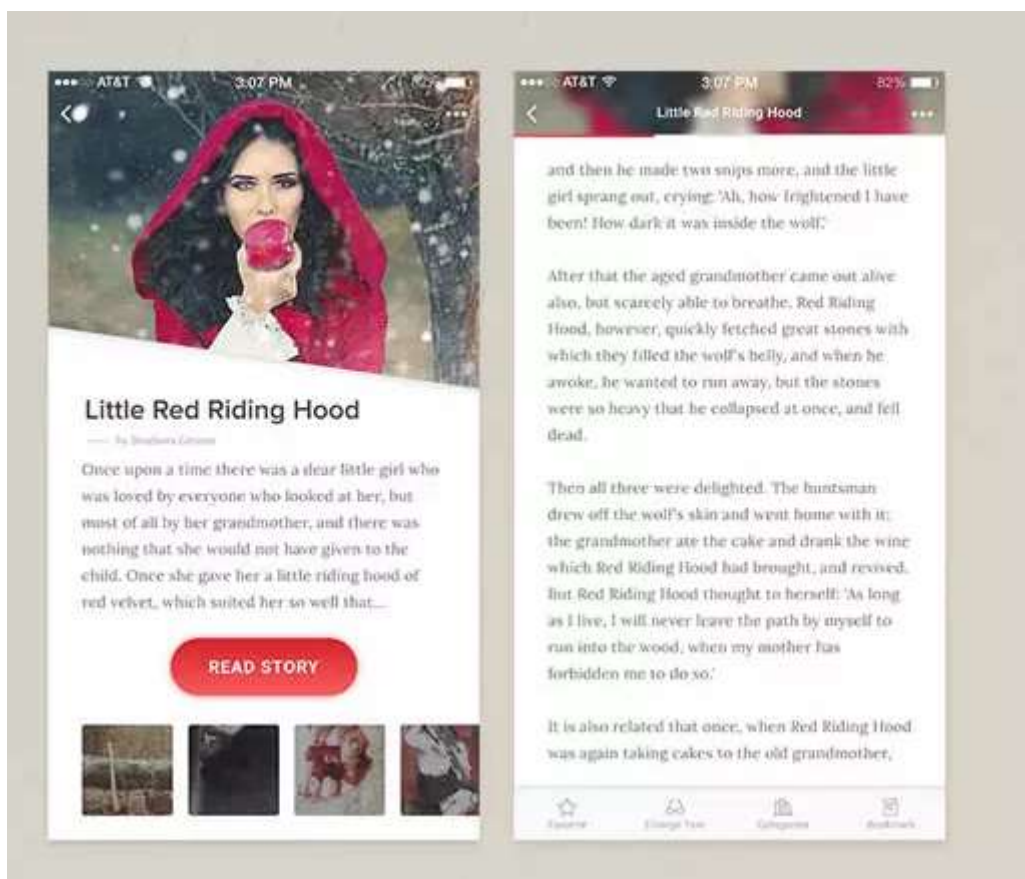 AT&T 3:07 PM
Little Red Riding Hood
Once upon a time there was a dear little girl who
was loved by everyone who looked at her, but
most of all by her grandmother, and there was
nothing that she would not have given to the
child. Once she gave her a little riding hood of
red velvet, which suited her so well that...
READ STORY
AT&T 3:07 PM 82%
Little Red Riding Hood
and then he made two snips more, and the little
girl sprang out, crying: 'Ah, how frightened I have
been! How dark it was inside the wolf.'
After that the aged grandmother came out alive
also, but scarcely able to breathe. Red Riding
Hood, however, quickly fetched great stones with
which they filled the wolf's belly, and when he
awoke, he wanted to run away, but the stones
were so heavy that he collapsed at once, and fell
dead.
Then all three were delighted. The huntsman
drew off the wolf's skin and went home with it;
the grandmother ate the cake and drank the wine
which Red Riding Hood had brought, and revived.
But Red Riding Hood thought to herself: 'As long
as I live, I will never leave the path by myself to
run into the wood, when my mother has
forbidden me to do so.'
It is also related that once, when Red Riding Hood
was again taking cakes to the old grandmother,
Favorite Categories Bookmark